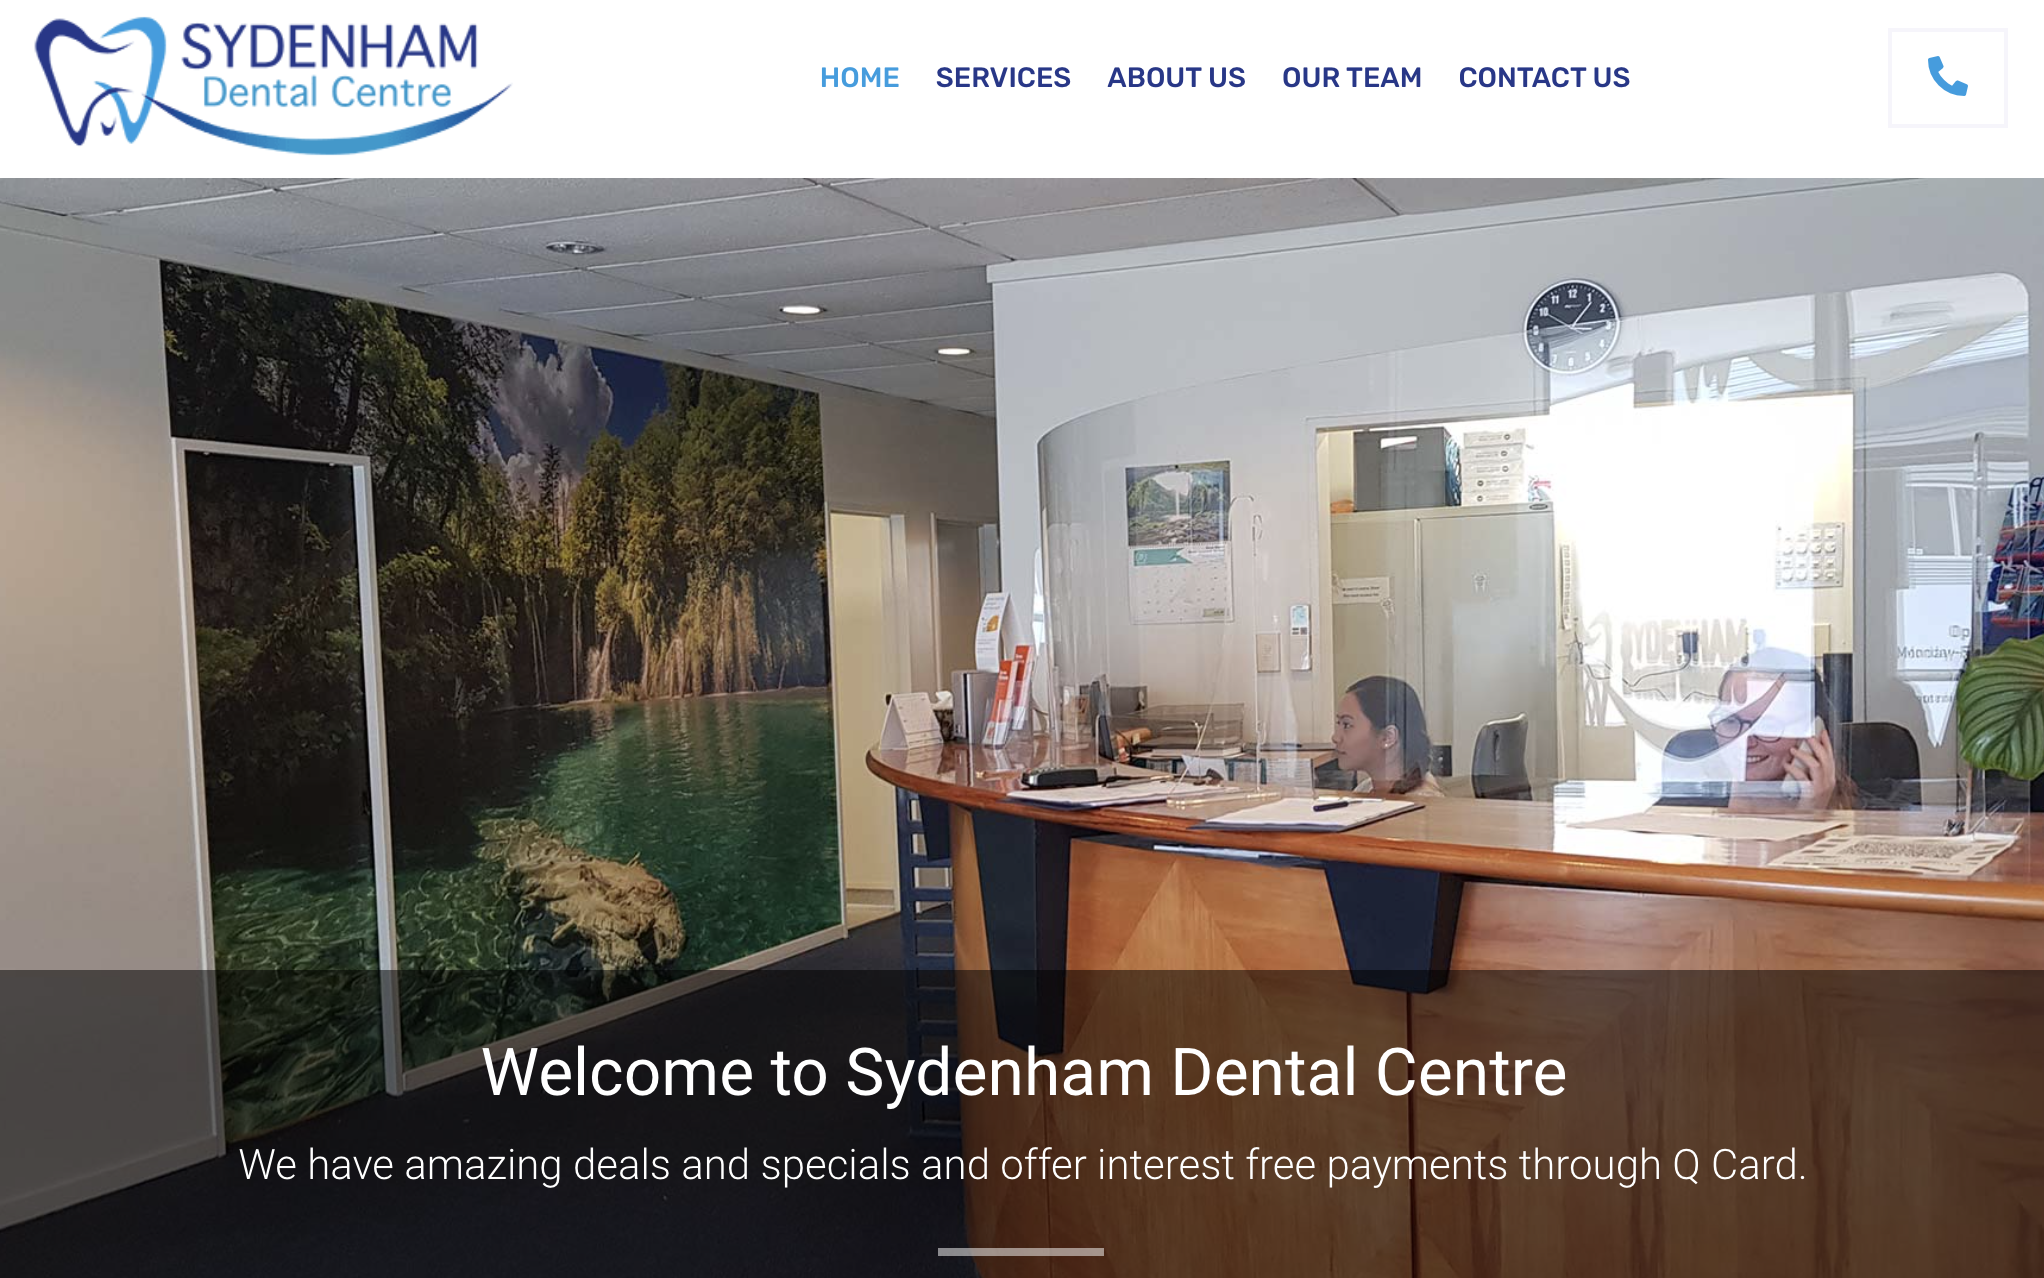 SYDENHAM
Dental Centre
HOME SERVICES ABOUT US OUR TEAM CONTACT US
SYDENHAM
Welcome to Sydenham Dental Centre
We have amazing deals and specials and offer interest free payments through Q Card.